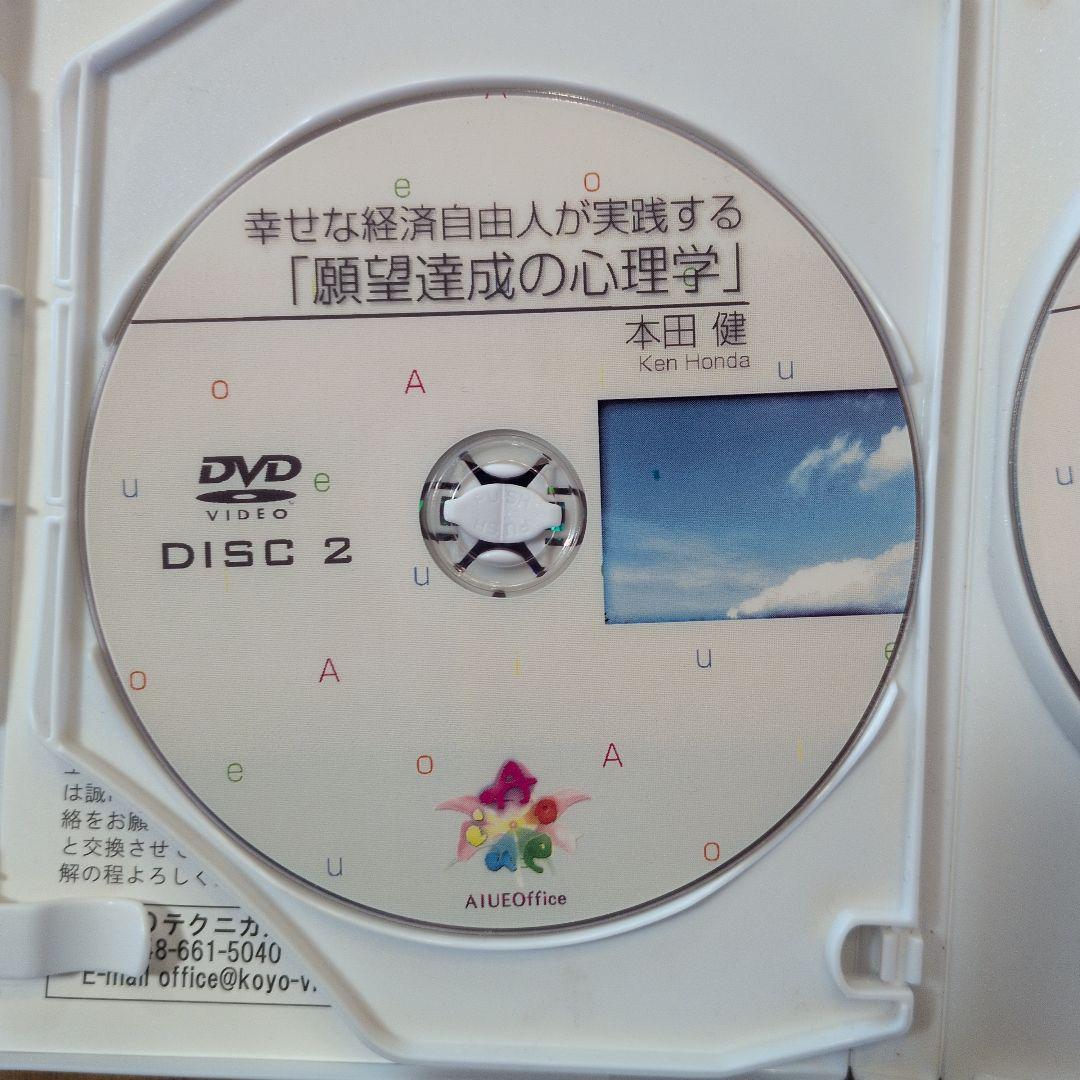 e o
幸せな経済自由人が実践する
「願望達成の心理学」
本田 健
Ken Honda
o A u
DVD
VIDEO
u e
DISC 2
u
PUSH
PUSH
u
o A i u e
e o A
AIUEO
u o
AIUEOffice
は誠
絡をお願
と交換させ
解の程よろしく
テクニカ
8-661-5040
E-mail office@koyo-v